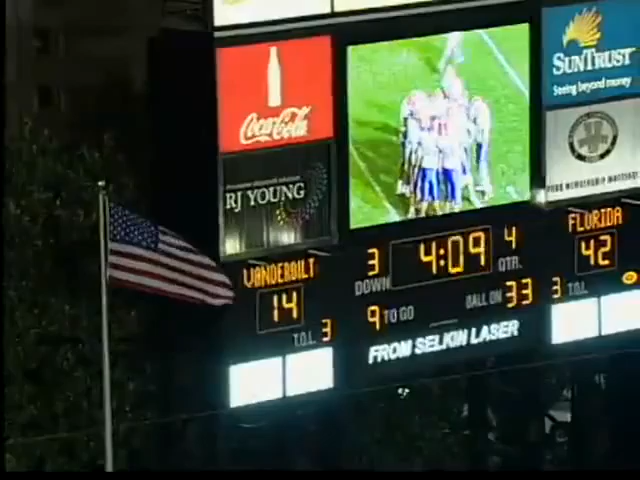 SUNTRUST
Seeing beyond money
Coca-Cola
RJ YOUNG
VANDERBILT
14
T.O.L. 3
3
DOWN
4:09
4
QTR.
9 TO GO
BALL ON 33
FROM SELKIN LASER
FLORIDA
42
3 T.O.L.